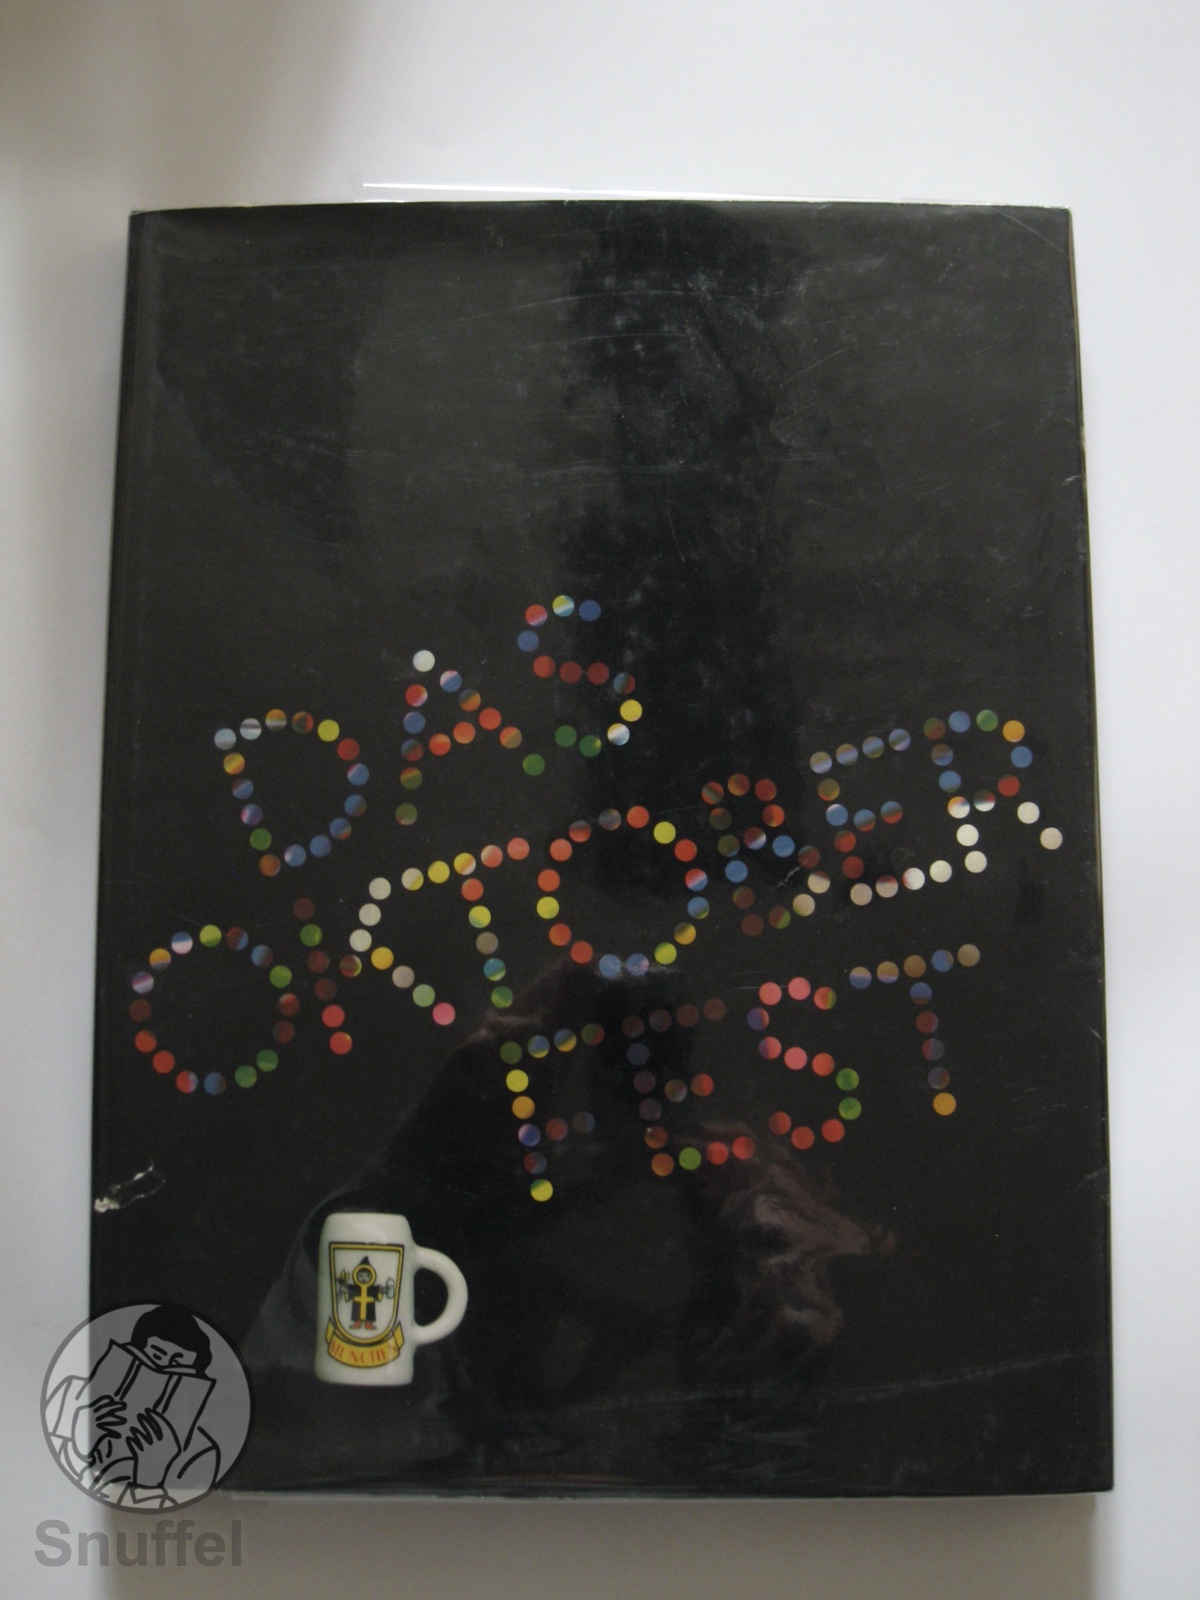 DAS
OKTOBER
FEST
MÜNCHEN
Snuffel